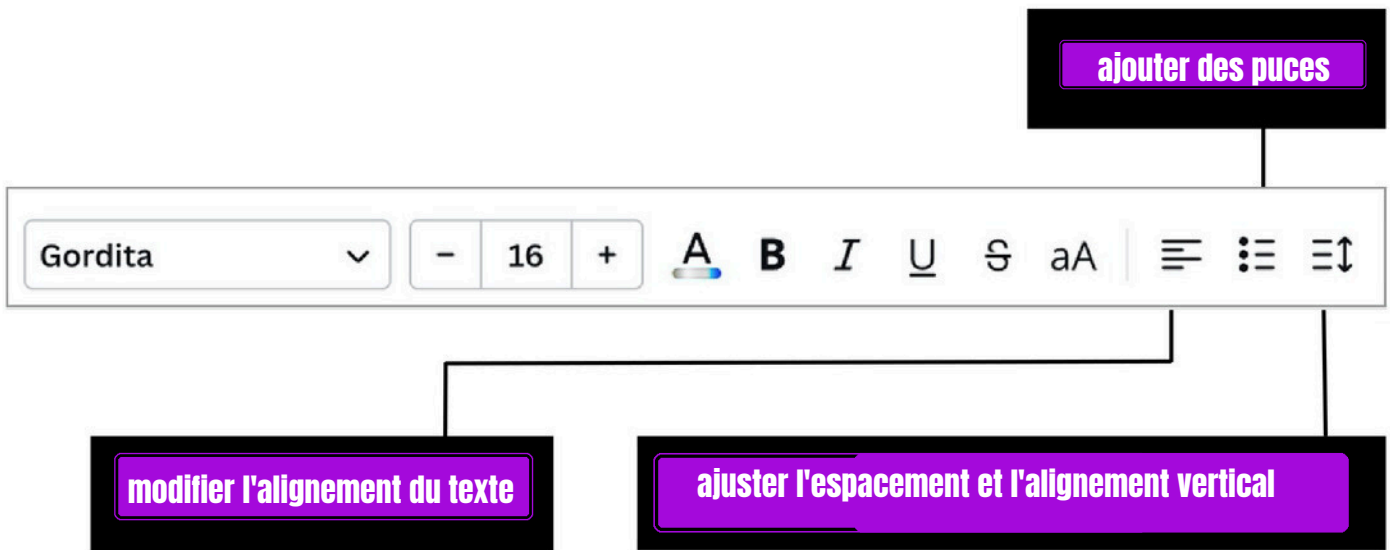 ajouter des puces
Gordita - 16 + A B I U S aA
modifier l'alignement du texte
ajuster l'espacement et l'alignement vertical